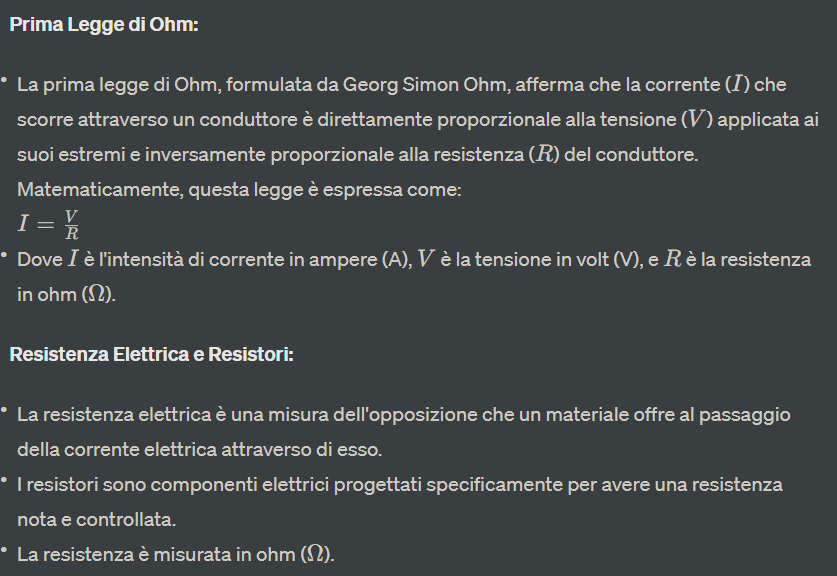 Prima Legge di Ohm:
• La prima legge di Ohm, formulata da Georg Simon Ohm, afferma che la corrente (I) che
scorre attraverso un conduttore è direttamente proporzionale alla tensione (V) applicata ai
suoi estremi e inversamente proporzionale alla resistenza (R) del conduttore.
Matematicamente, questa legge è espressa come:
I = V/R
• Dove I è l'intensità di corrente in ampere (A), V è la tensione in volt (V), e R è la resistenza
in ohm (Ω).
Resistenza Elettrica e Resistori:
• La resistenza elettrica è una misura dell'opposizione che un materiale offre al passaggio
della corrente elettrica attraverso di esso.
• I resistori sono componenti elettrici progettati specificamente per avere una resistenza
nota e controllata.
• La resistenza è misurata in ohm (Ω).